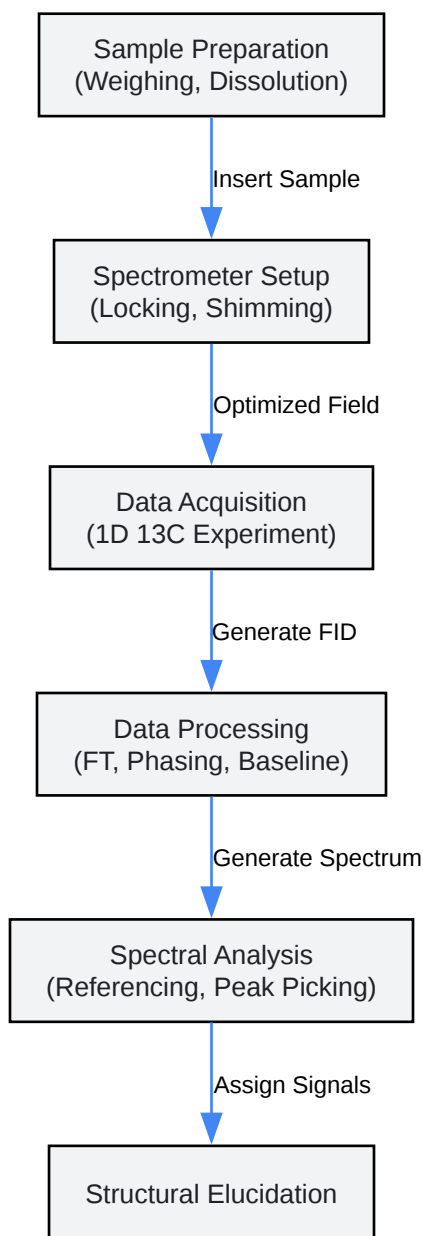 Sample Preparation
(Weighing, Dissolution)
Insert Sample
Spectrometer Setup
(Locking, Shimming)
Optimized Field
Data Acquisition
(1D 13C Experiment)
Generate FID
Data Processing
(FT, Phasing, Baseline)
Generate Spectrum
Spectral Analysis
(Referencing, Peak Picking)
Assign Signals
Structural Elucidation